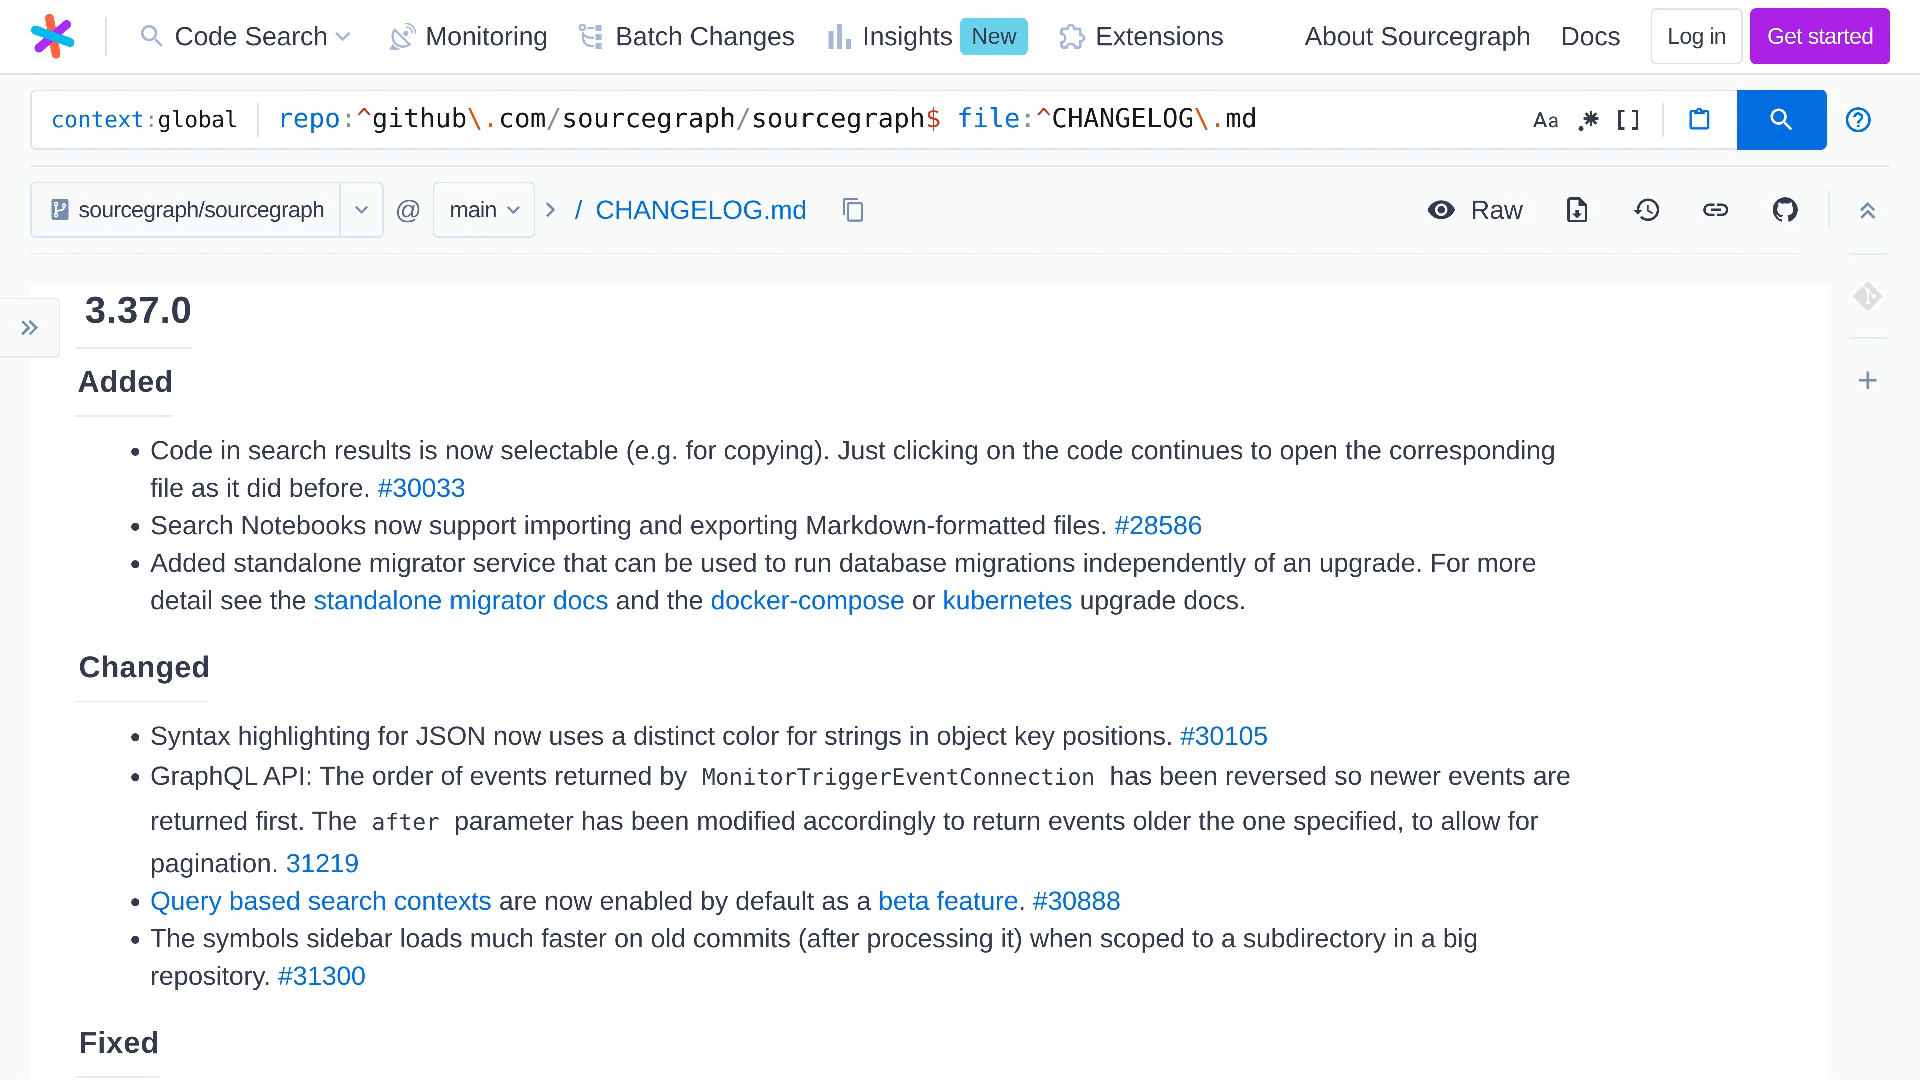 Code Search Monitoring Batch Changes Insights New Extensions About Sourcegraph Docs Log in Get started
context:global repo:^github\.com/sourcegraph/sourcegraph$ file:^CHANGELOG\.md Aa .* []
sourcegraph/sourcegraph @ main > / CHANGELOG.md Raw
3.37.0
Added
• Code in search results is now selectable (e.g. for copying). Just clicking on the code continues to open the corresponding
file as it did before. #30033
• Search Notebooks now support importing and exporting Markdown-formatted files. #28586
• Added standalone migrator service that can be used to run database migrations independently of an upgrade. For more
detail see the standalone migrator docs and the docker-compose or kubernetes upgrade docs.
Changed
• Syntax highlighting for JSON now uses a distinct color for strings in object key positions. #30105
• GraphQL API: The order of events returned by MonitorTriggerEventConnection has been reversed so newer events are
returned first. The after parameter has been modified accordingly to return events older the one specified, to allow for
pagination. 31219
• Query based search contexts are now enabled by default as a beta feature. #30888
• The symbols sidebar loads much faster on old commits (after processing it) when scoped to a subdirectory in a big
repository. #31300
Fixed